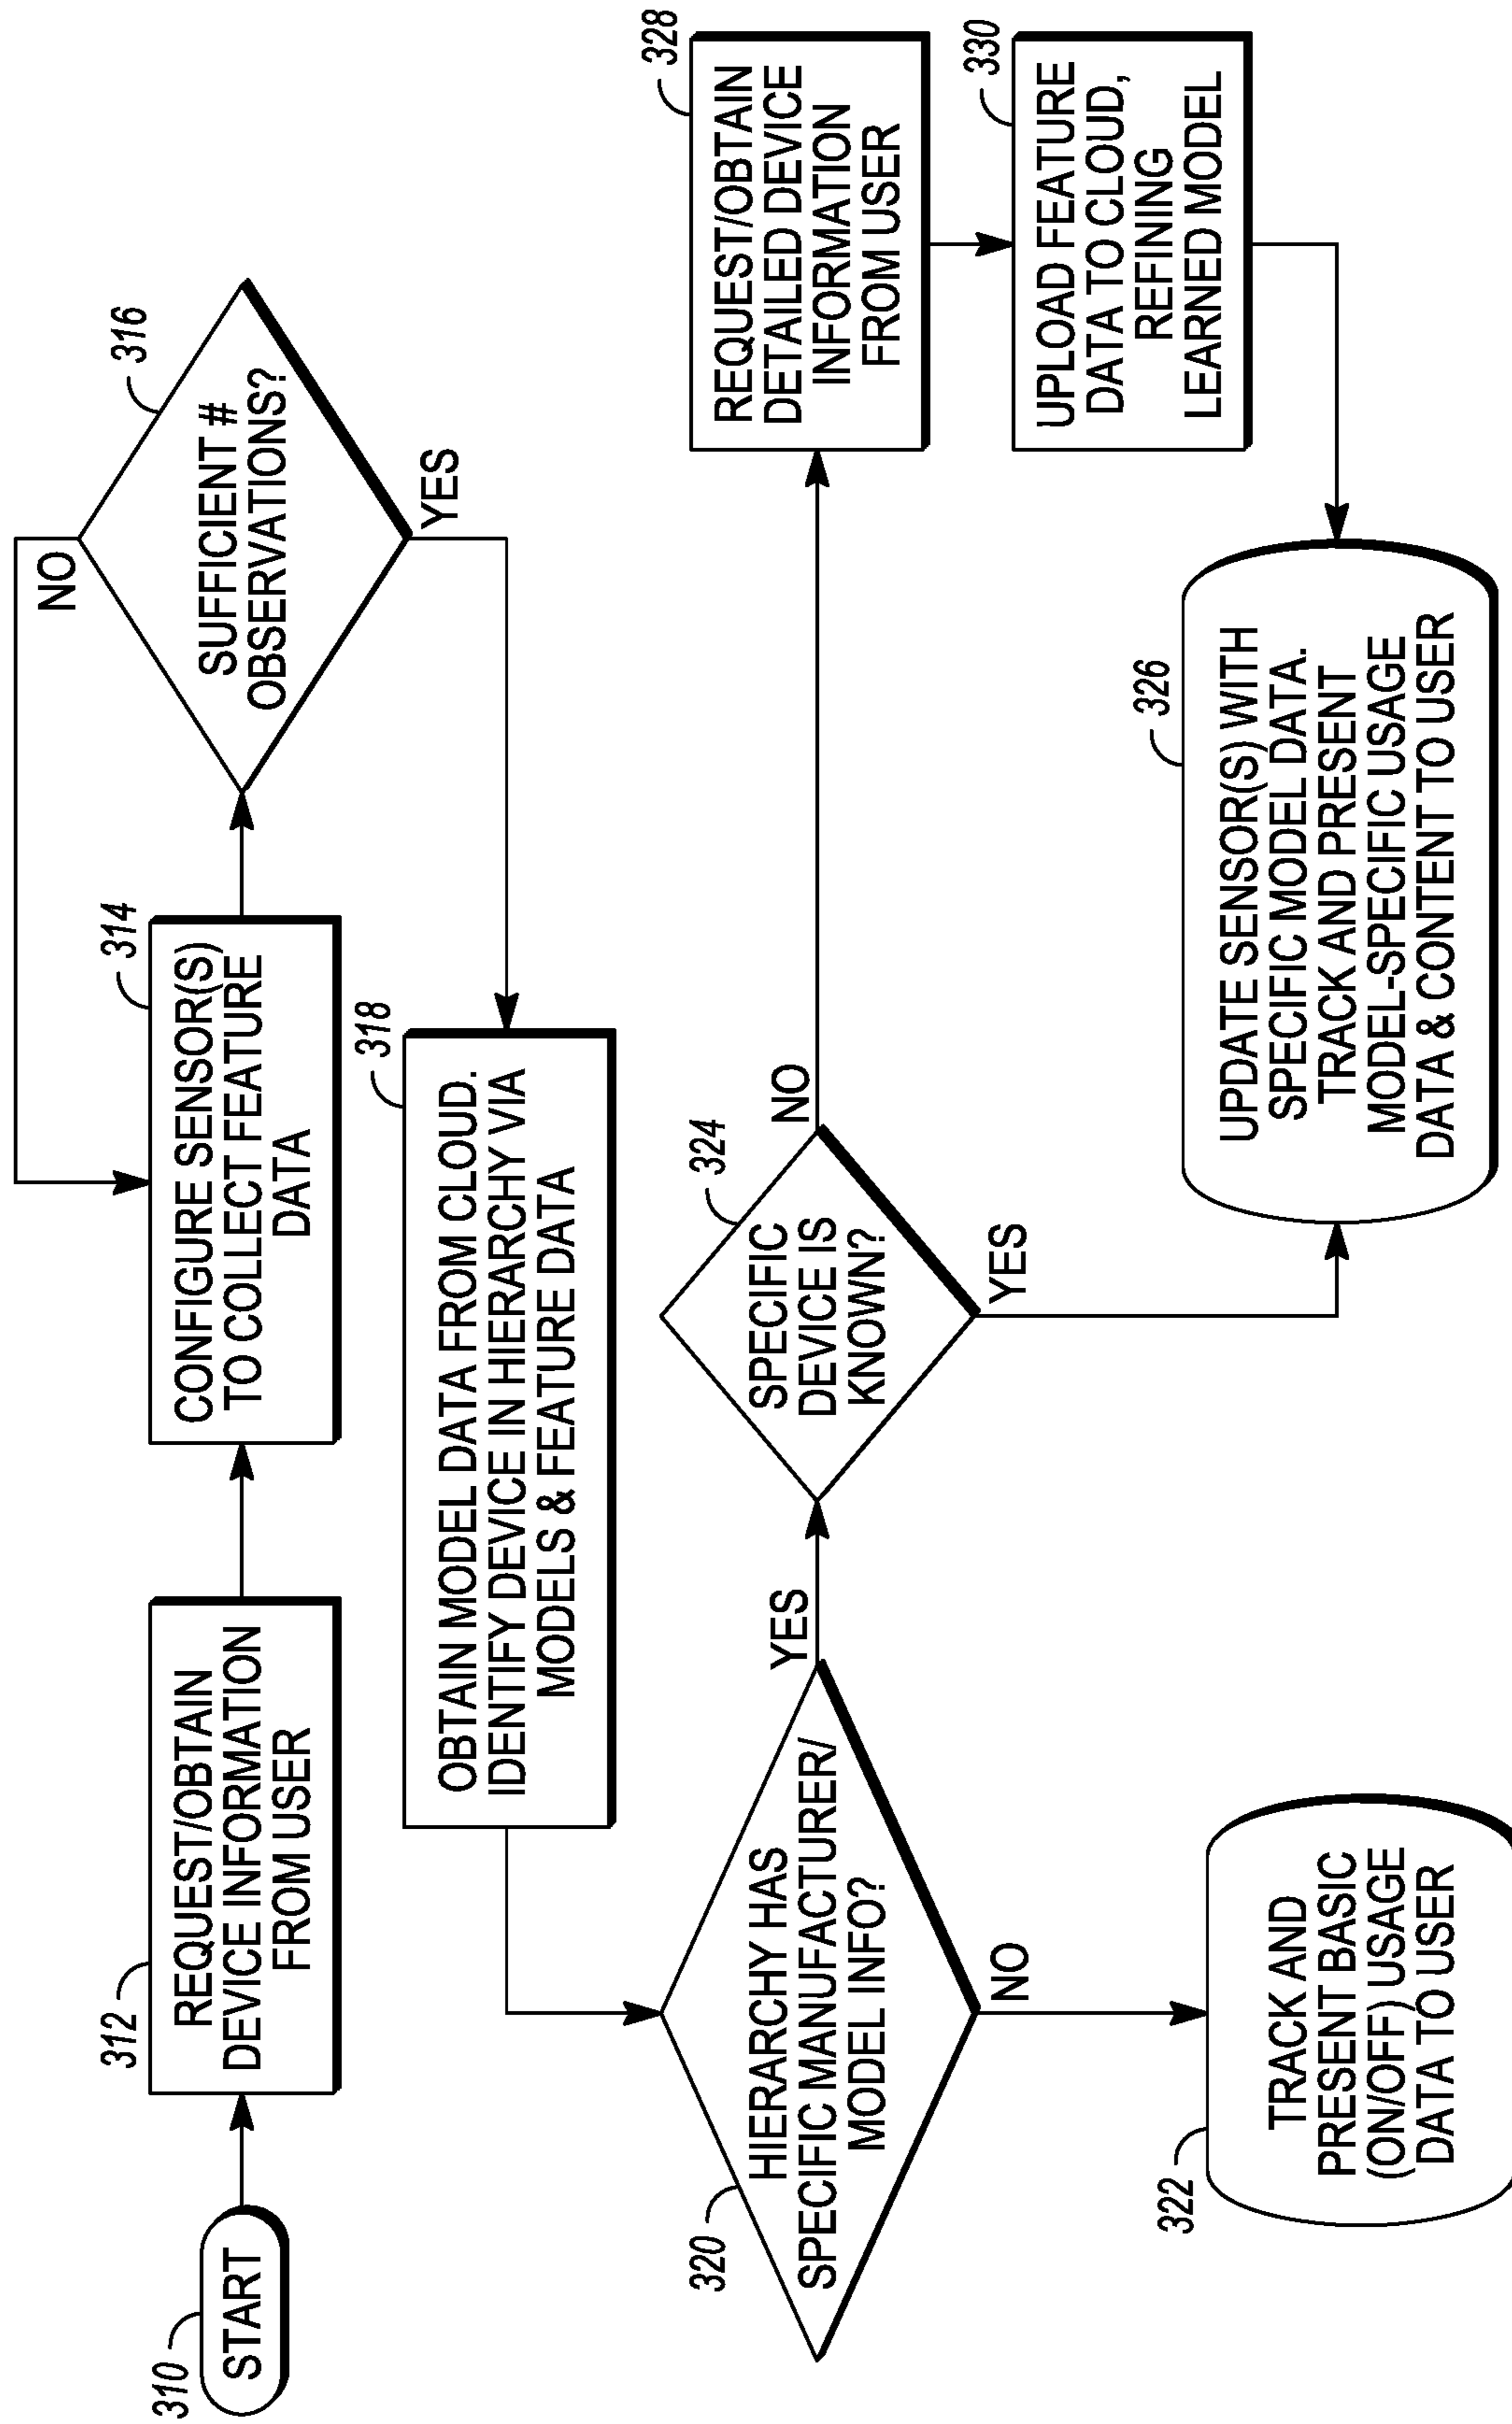 310
START
312
REQUEST/OBTAIN
DEVICE INFORMATION
FROM USER
314
CONFIGURE SENSOR(S)
TO COLLECT FEATURE
DATA
316
SUFFICIENT #
OBSERVATIONS?
NO
YES
318
OBTAIN MODEL DATA FROM CLOUD.
IDENTIFY DEVICE IN HIERARCHY VIA
MODELS & FEATURE DATA
320
HIERARCHY HAS
SPECIFIC MANUFACTURER/
MODEL INFO?
YES
NO
322
TRACK AND
PRESENT BASIC
(ON/OFF) USAGE
DATA TO USER
324
SPECIFIC
DEVICE IS
KNOWN?
NO
YES
326
UPDATE SENSOR(S) WITH
SPECIFIC MODEL DATA.
TRACK AND PRESENT
MODEL-SPECIFIC USAGE
DATA & CONTENT TO USER
328
REQUEST/OBTAIN
DETAILED DEVICE
INFORMATION
FROM USER
330
UPLOAD FEATURE
DATA TO CLOUD,
REFINING
LEARNED MODEL